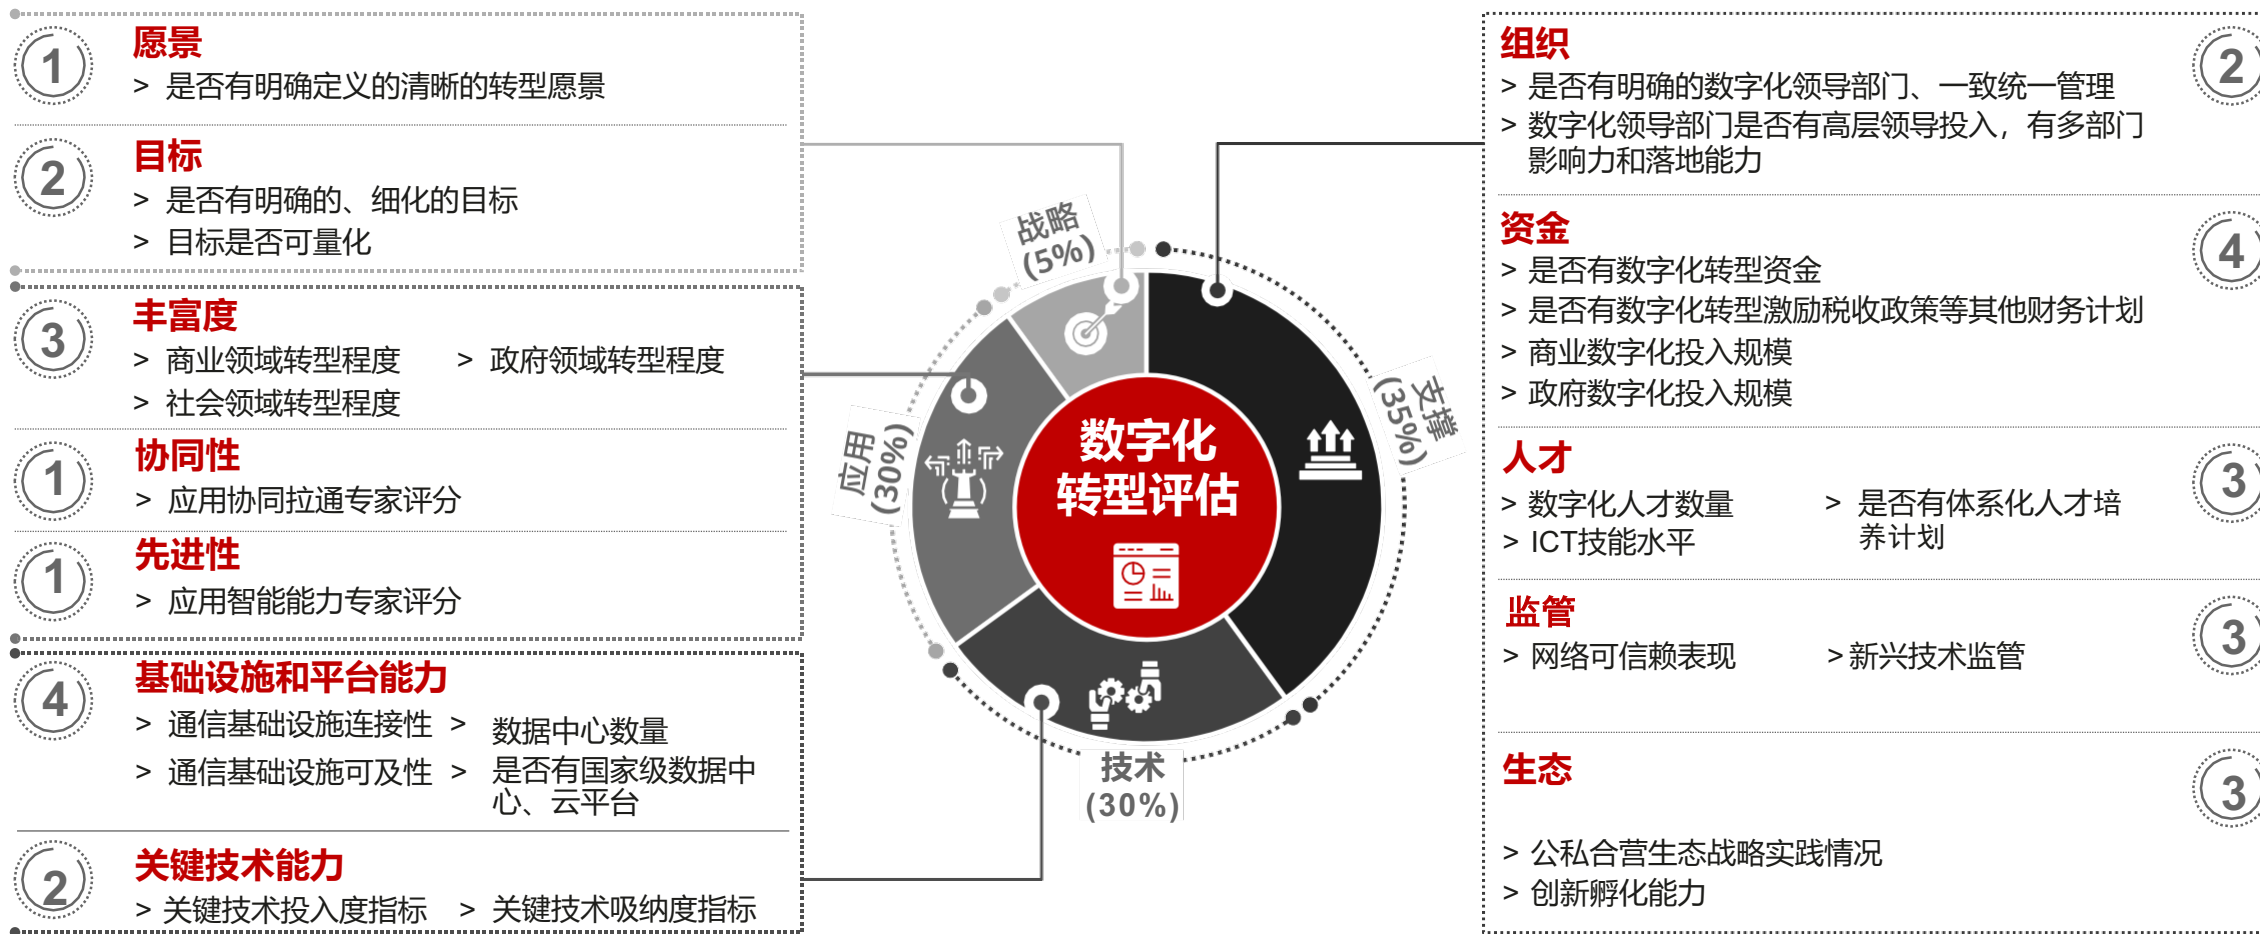 1
愿景
> 是否有明确定义的清晰的转型愿景
2
目标
> 是否有明确的、细化的目标
> 目标是否可量化
3
丰富度
> 商业领域转型程度 > 政府领域转型程度
> 社会领域转型程度
1
协同性
> 应用协同拉通专家评分
1
先进性
> 应用智能能力专家评分
4
基础设施和平台能力
> 通信基础设施连接性 > 数据中心数量
> 通信基础设施可及性 > 是否有国家级数据中
心、云平台
2
关键技术能力
> 关键技术投入度指标 > 关键技术吸纳度指标
战略
(5%)
应用
(30%)
支撑
(35%)
技术
(30%)
数字化
转型评估
组织
2
> 是否有明确的数字化领导部门、一致统一管理
> 数字化领导部门是否有高层领导投入，有多部门
影响力和落地能力
资金
4
> 是否有数字化转型资金
> 是否有数字化转型激励税收政策等其他财务计划
> 商业数字化投入规模
> 政府数字化投入规模
人才
3
> 数字化人才数量 > 是否有体系化人才培
养计划
> ICT技能水平
监管
3
> 网络可信赖表现 >新兴技术监管
生态
3
> 公私合营生态战略实践情况
> 创新孵化能力